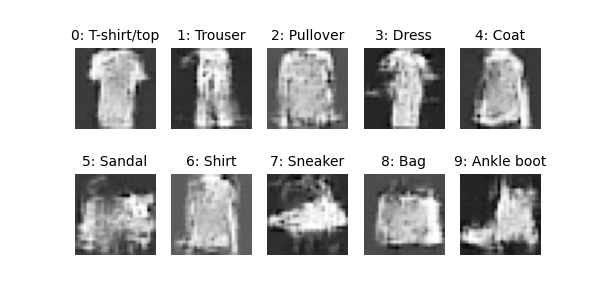 0: T-shirt/top 1: Trouser 2: Pullover 3: Dress 4: Coat
5: Sandal 6: Shirt 7: Sneaker 8: Bag 9: Ankle boot